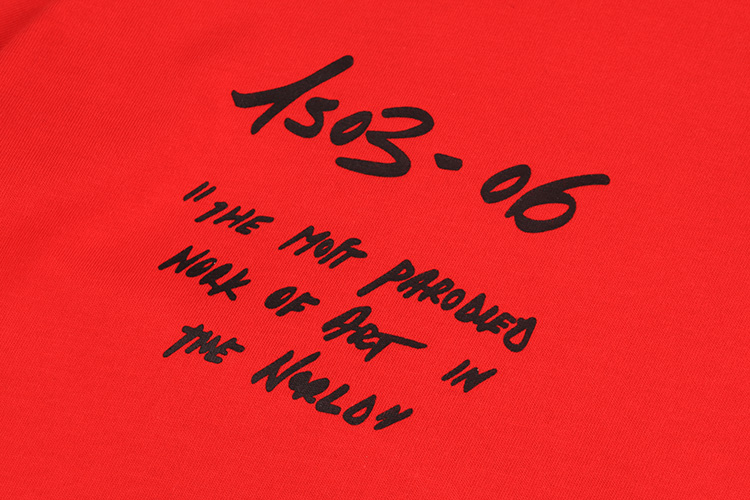 1503-06
"THE MOST PARODIED
WORK OF ART IN
THE WORLD"